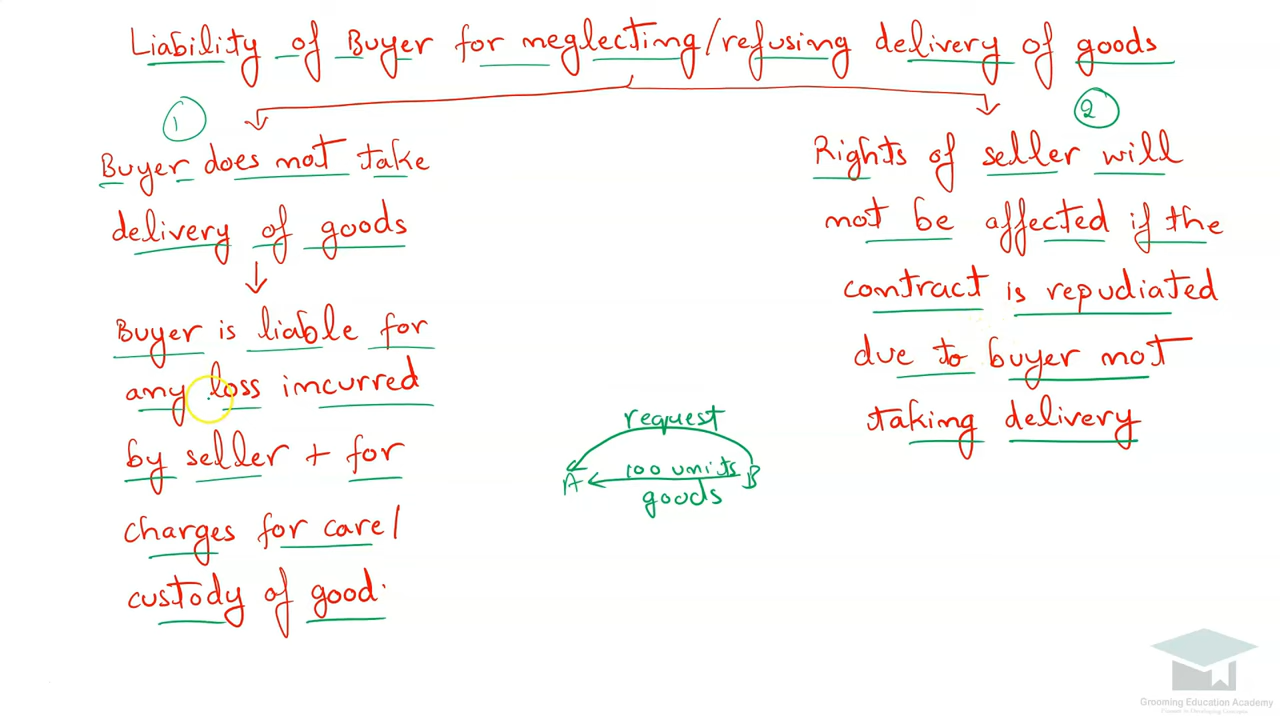 Liability of Buyer for neglecting/refusing delivery of goods
1
Buyer does not take
delivery of goods
Buyer is liable for
any loss incurred
by seller + for
charges for care/
custody of good.
2
Rights of seller will
not be affected if the
contract is repudiated
due to buyer not
taking delivery
request
A 100 units B
goods
Grooming Education Academy